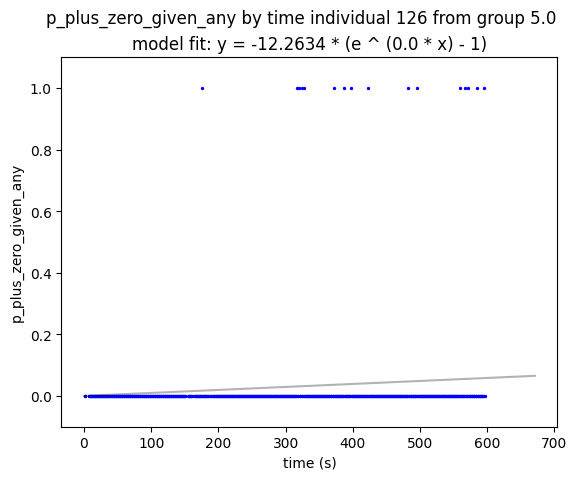 p_plus_zero_given_any by time individual 126 from group 5.0
model fit: y = -12.2634 * (e ^ (0.0 * x) - 1)
1.0
0.8
0.6
0.4
0.2
0.0
p_plus_zero_given_any
0 100 200 300 400 500 600 700
time (s)